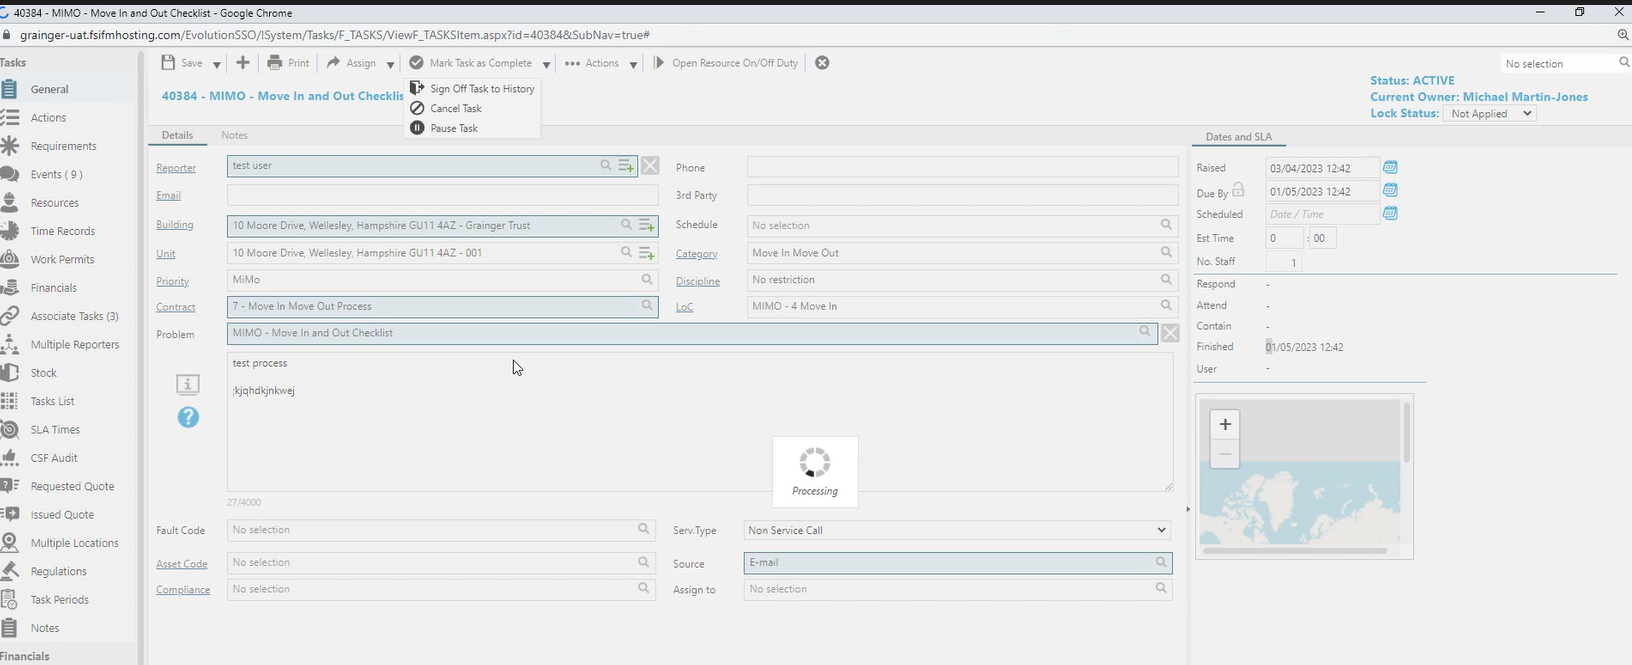 40384 - MIMO - Move In and Out Checklist - Google Chrome
grainger-uat.fsifmhosting.com/EvolutionSSO/!System/Tasks/F_TASKS/ViewF_TASKSItem.aspx?id=40384&SubNav=true#
Tasks
General
Actions
Requirements
Events ( 9 )
Resources
Time Records
Work Permits
Financials
Associate Tasks (3)
Multiple Reporters
Stock
Tasks List
SLA Times
CSF Audit
Requested Quote
Issued Quote
Multiple Locations
Regulations
Task Periods
Notes
Financials
Save
Print
Assign
Mark Task as Complete
Actions
Open Resource On/Off Duty
No selection
Sign Off Task to History
Cancel Task
Pause Task
40384 - MIMO - Move In and Out Checklis
Status: ACTIVE
Current Owner: Michael Martin-Jones
Lock Status: Not Applied
Details Notes
Reporter test user Phone
Email 3rd Party
Building 10 Moore Drive, Wellesley, Hampshire GU11 4AZ - Grainger Trust Schedule No selection
Unit 10 Moore Drive, Wellesley, Hampshire GU11 4AZ - 001 Category Move In Move Out
Priority MiMo Discipline No restriction
Contract 7 - Move In Move Out Process LoC MIMO - 4 Move In
Problem MIMO - Move In and Out Checklist
test process
;kjqhdkjnkwej
Processing
27/4000
Fault Code No selection Serv.Type Non Service Call
Asset Code No selection Source E-mail
Compliance No selection Assign to No selection
Dates and SLA
Raised 03/04/2023 12:42
Due By 01/05/2023 12:42
Scheduled Date / Time
Est Time 0 : 00
No. Staff 1
Respond -
Attend -
Contain -
Finished 01/05/2023 12:42
User -
+
−